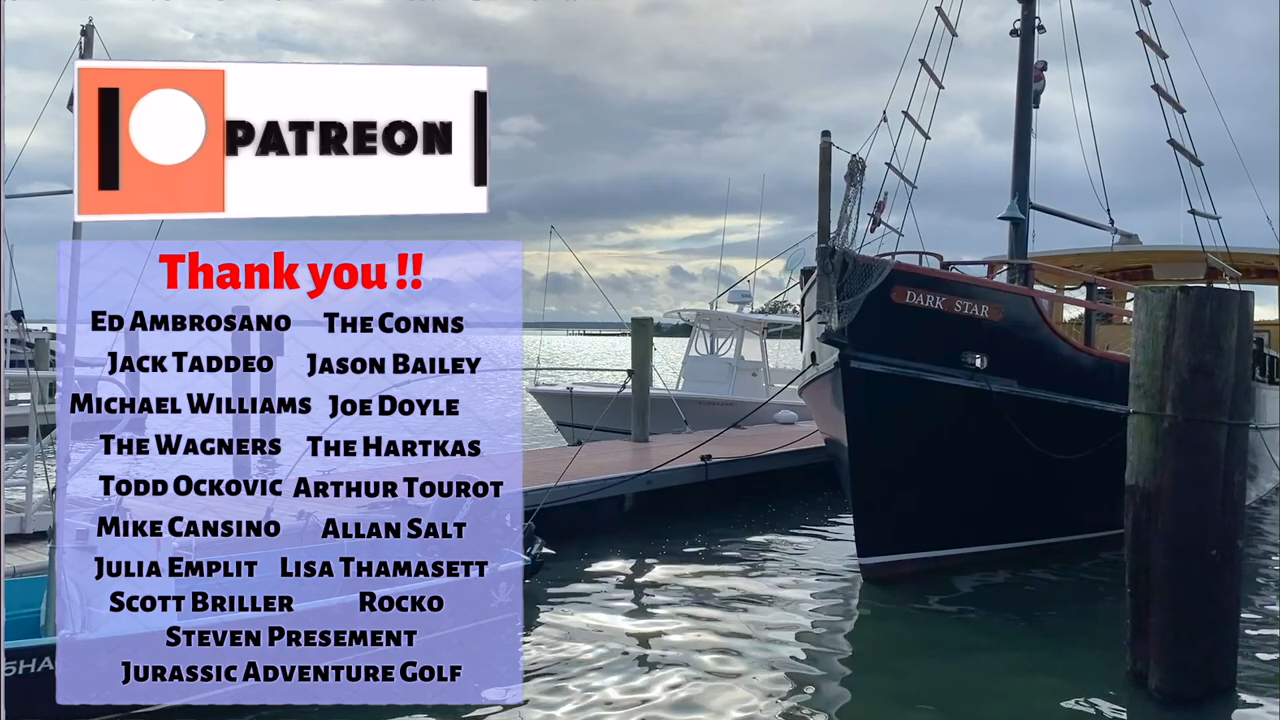 PATREON
Thank you !!
Ed Ambrosano The Conns
Jack Taddeo Jason Bailey
Michael Williams Joe Doyle
The Wagners The Hartkas
Todd Ockovic Arthur Tourot
Mike Cansino Allan Salt
Julia Emplit Lisa Thamasett
Scott Briller Rocko
Steven Presement
Jurassic Adventure Golf
DARK STAR